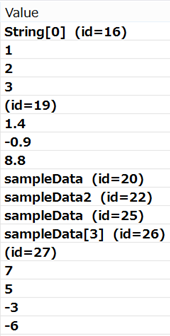 Value
String[0] (id=16)
1
2
3
(id=19)
1.4
-0.9
8.8
sampleData (id=20)
sampleData2 (id=22)
sampleData (id=25)
sampleData[3] (id=26)
(id=27)
7
5
-3
-6